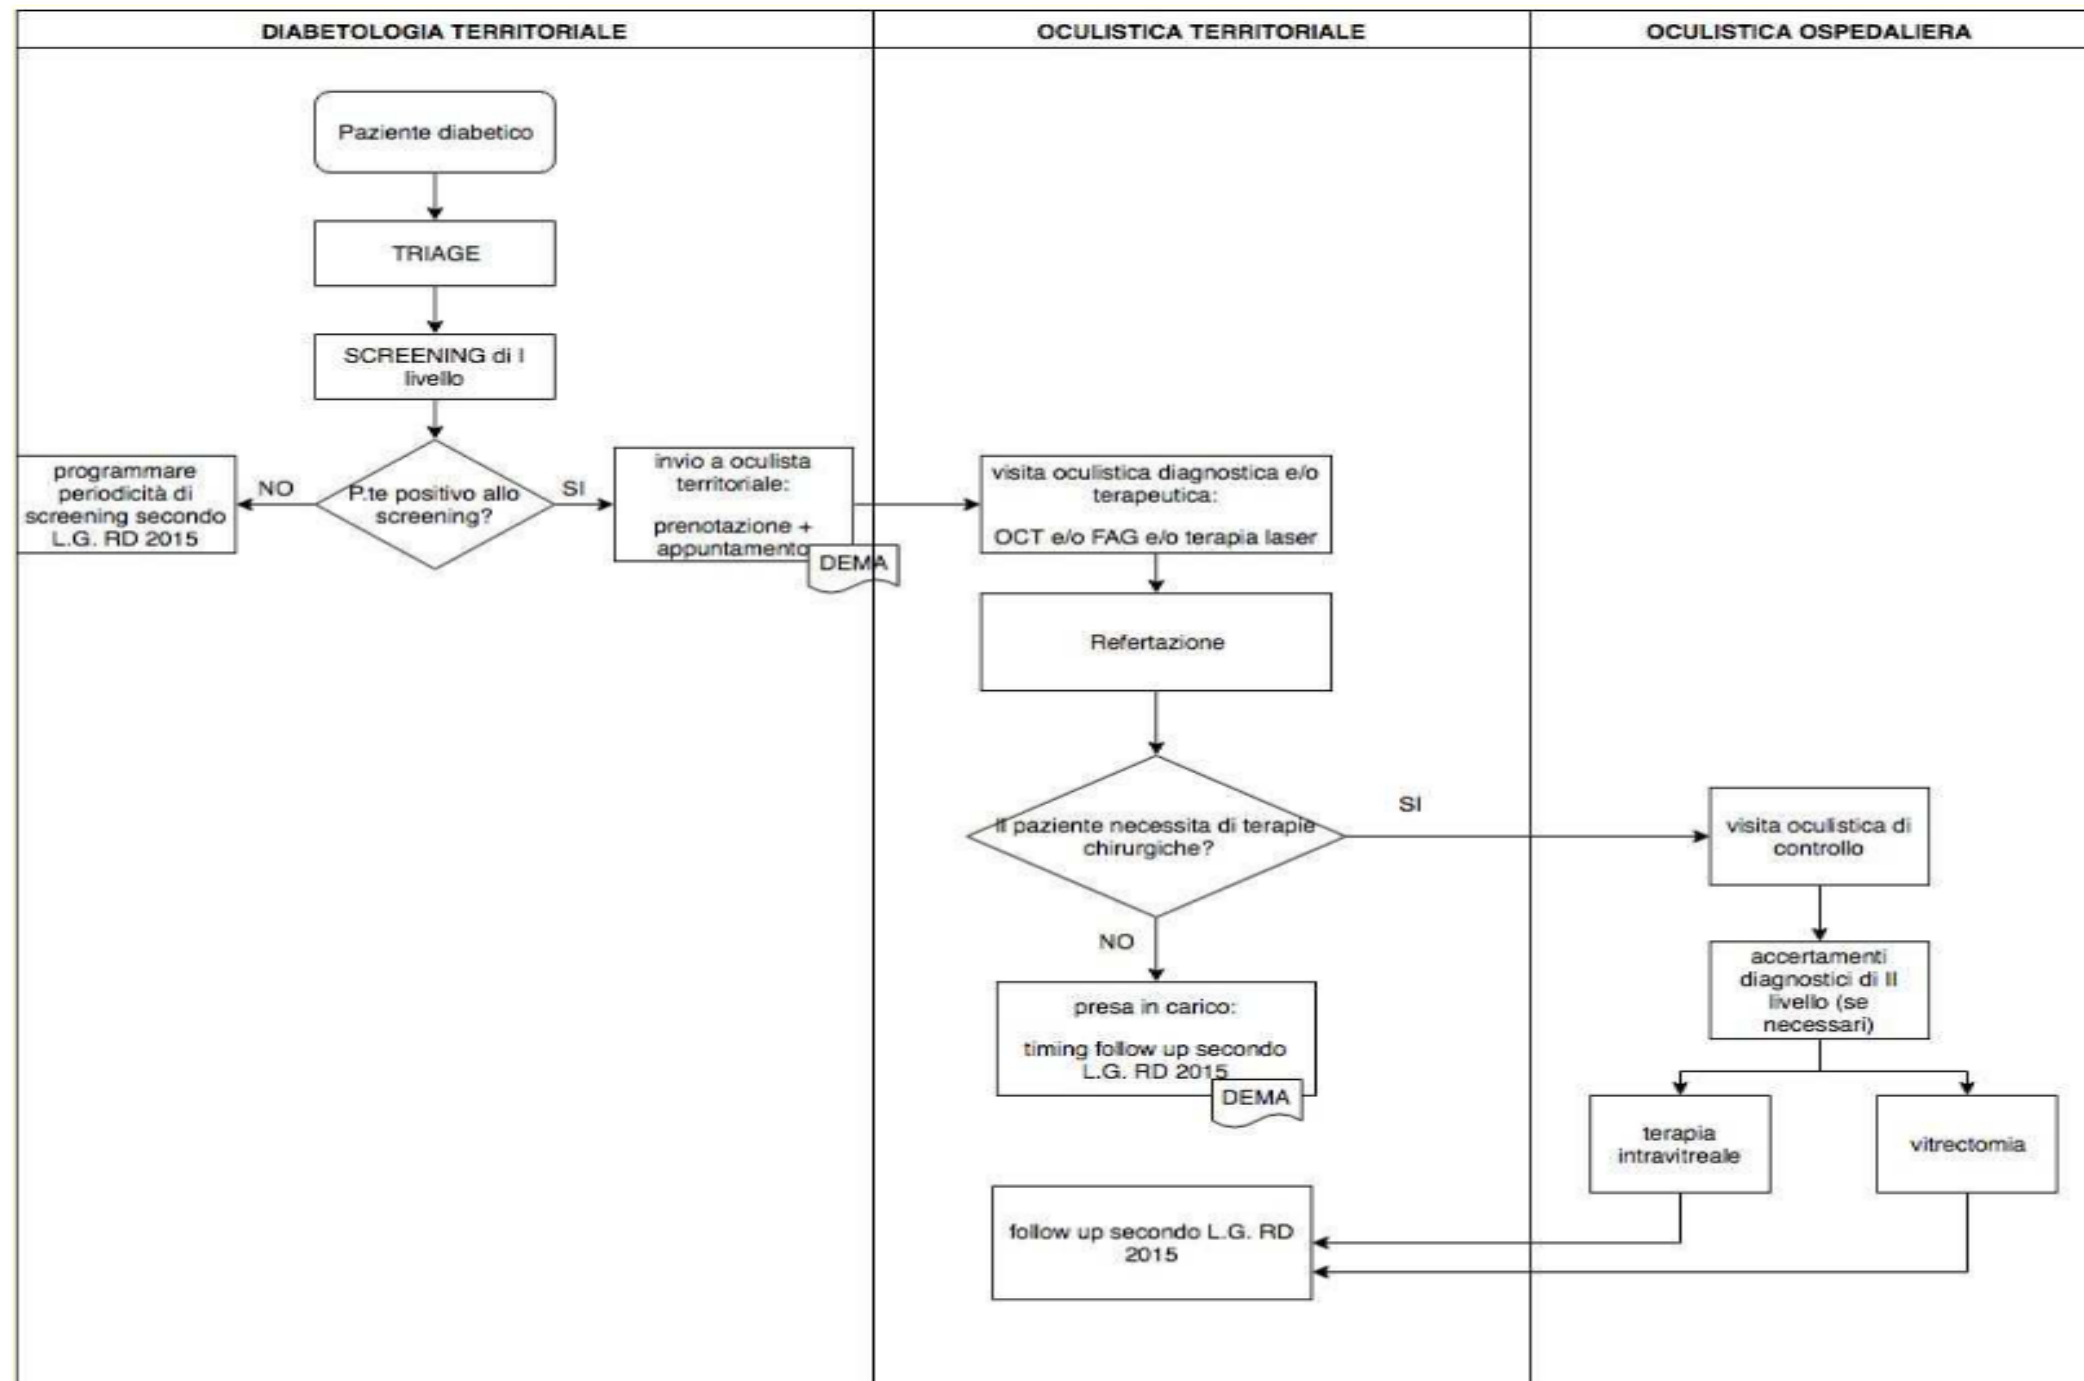 DIABETOLOGIA TERRITORIALE
OCULISTICA TERRITORIALE
OCULISTICA OSPEDALIERA
Paziente diabetico
TRIAGE
SCREENING di I
livello
P.te positivo allo
screening?
NO
programmare
periodicità di
screening secondo
L.G. RD 2015
SI
invio a oculista
territoriale:
prenotazione +
appuntamento
DEMA
visita oculistica diagnostica e/o
terapeutica:
OCT e/o FAG e/o terapia laser
Refertazione
Il paziente necessita di terapie
chirurgiche?
SI
NO
presa in carico:
timing follow up secondo
L.G. RD 2015
DEMA
visita oculistica di
controllo
accertamenti
diagnostici di II
livello (se
necessari)
terapia
intravitreale
vitrectomia
follow up secondo L.G. RD
2015